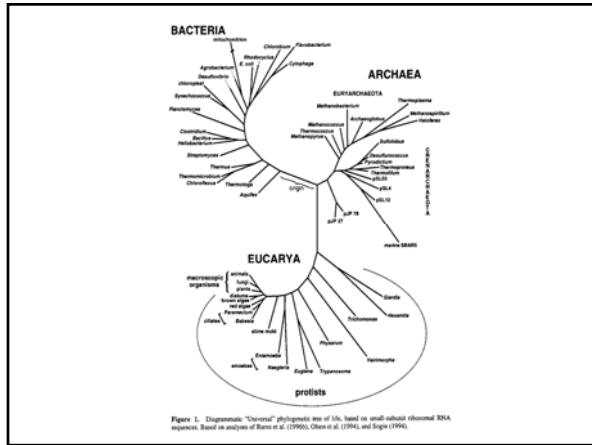 BACTERIA
mitochondrion
Chlorobium
Flavobacterium
Rhodocyclus
E. coli
Cytophaga
Agrobacterium
Desulfovibrio
chloroplast
Synechococcus
Planctomyces
Clostridium
Bacillus
Heliobacterium
Streptomyces
Thermus
Thermomicrobium
Chloroflexus
Thermotoga
Aquifex
origin
ARCHAEA
EURYARCHAEOTA
Methanobacterium
Thermoplasma
Archaeoglobus
Methanospirillum
Haloferax
Methanococcus
Thermococcus
Methanopyrus
Sulfolobus
Desulfurococcus
Pyrodictium
Thermoproteus
Thermofilum
pSL50
pSL4
pSL12
CRENARCHAEOTA
pJP 78
pJP 27
marine SBAR5
EUCARYA
macroscopic
organisms
animals
fungi
plants
diatoms
brown algae
red algae
ciliates
Paramecium
Babesia
slime mold
amoebae
Entamoeba
Naegleria
Euglena
Trypanosoma
Physarum
Vairimorpha
Trichomonas
Hexamita
Giardia
protists
Figure 1. Diagrammatic "Universal" phylogenetic tree of life, based on small-subunit ribosomal RNA
sequences. Based on analyses of Barns et al. (1996b), Olsen et al. (1994), and Sogin (1994).